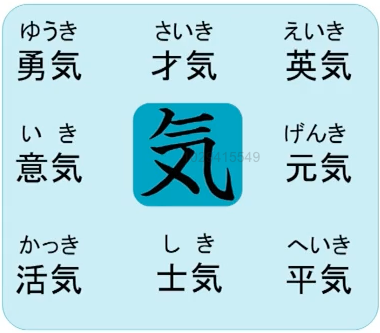 ゆうき さいき えいき
勇気 才気 英気
いき げんき
意気 気 元気
かっき しき へいき
活気 士気 平気